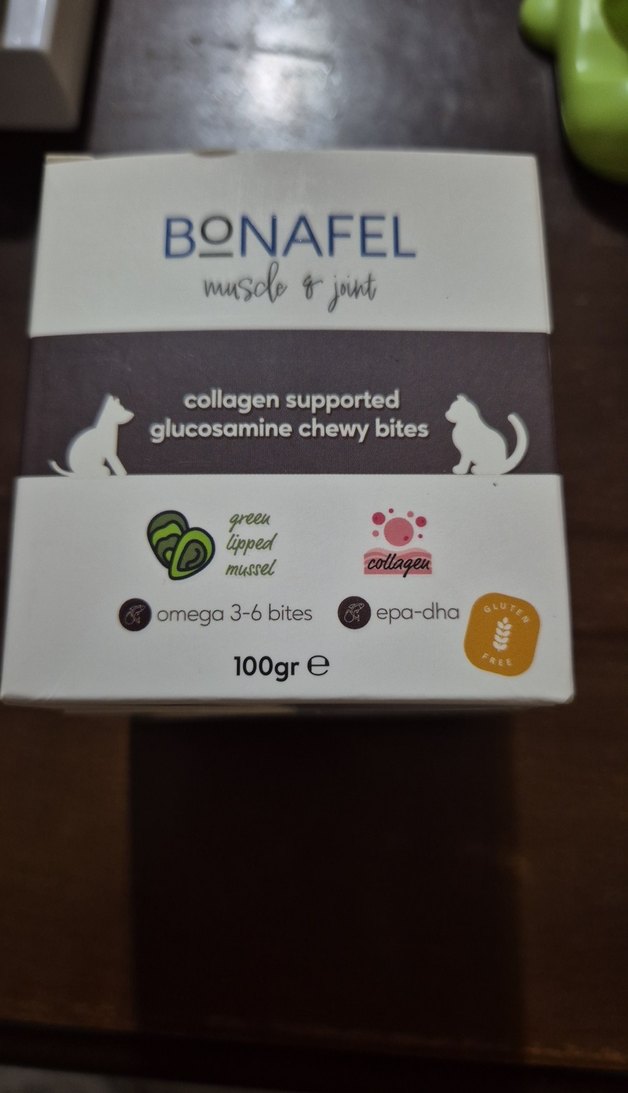 BONAFEL
muscle & joint
collagen supported
glucosamine chewy bites
green
lipped
mussel
collagen
omega 3-6 bites
epa-dha
GLUTEN
FREE
100gr ℮